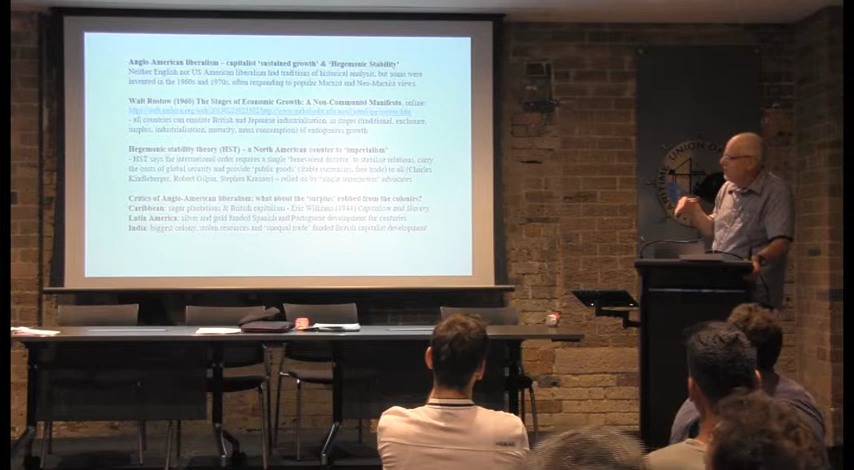 Anglo-American liberalism – capitalist 'sustained growth' & 'Hegemonic Stability'
Neither English nor US American liberalism had traditions of historical analysis, but some were
invented in the 1960s and 1970s, often responding to popular Marxist and Neo-Marxist views.
Walt Rostow (1960) The Stages of Economic Growth: A Non-Communist Manifesto, online:
- all countries can emulate British and Japanese industrialisation, in stages (traditional, enclosure,
surplus, industrialisation, maturity, mass consumption) of endogenous growth
Hegemonic stability theory (HST) – a North American counter to 'imperialism'
- HST says the international order requires a single 'benevolent dictator' to stabilise relations, carry
the costs of global security and provide 'public goods' (stable currencies, free trade) to all (Charles
Kindleberger, Robert Gilpin, Stephen Krasner) – relied on by 'single superpower' advocates
Critics of Anglo-American liberalism: what about the 'surplus' robbed from the colonies?
Caribbean: sugar plantations & British capitalism - Eric Williams (1944) Capitalism and Slavery
Latin America: silver and gold funded Spanish and Portuguese development for centuries
India: biggest colony, stolen resources and 'unequal trade' funded British capitalist development
UNION OF